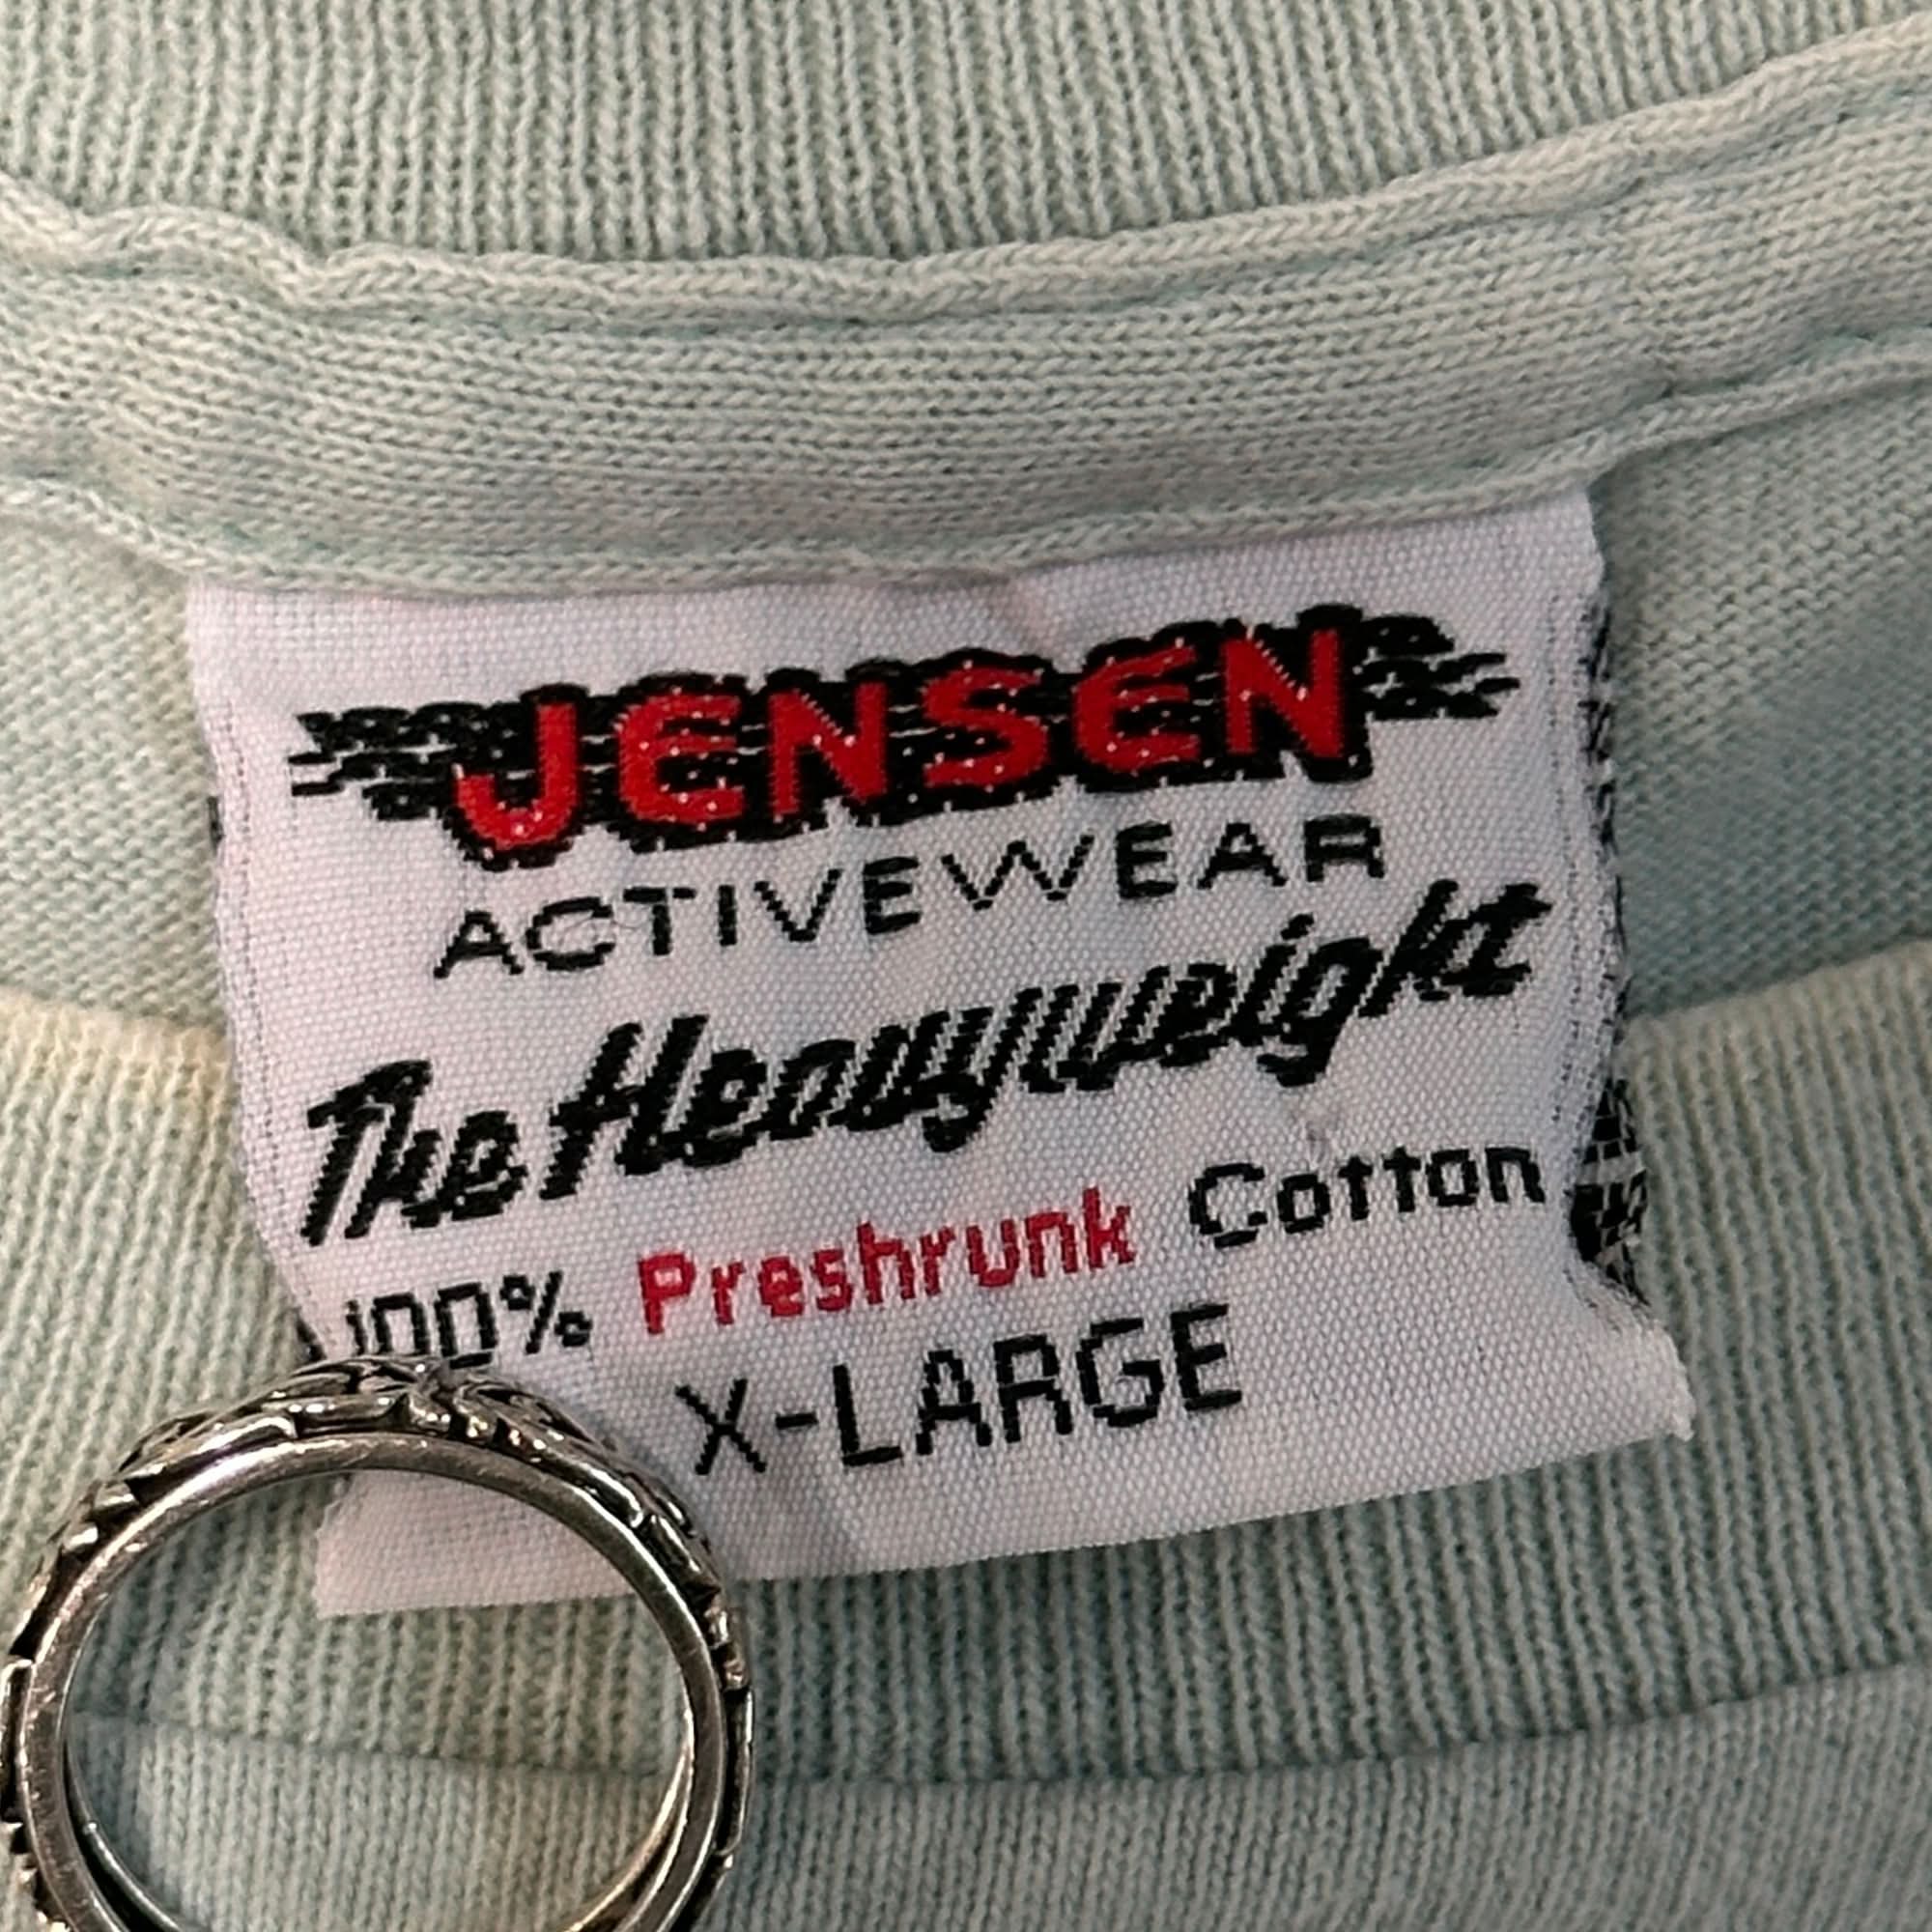 JENSEN
ACTIVEWEAR
The Heavyweight
100% Preshrunk Cotton
X-LARGE